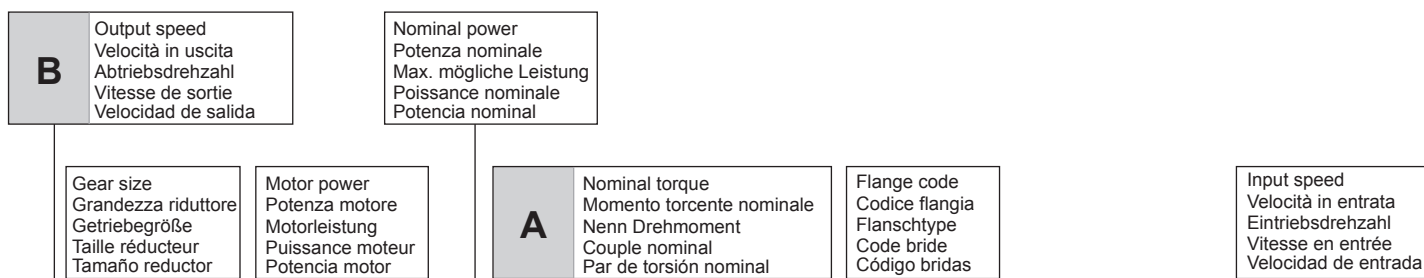 B
Output speed
Velocità in uscita
Abtriebsdrehzahl
Vitesse de sortie
Velocidad de salida
Nominal power
Potenza nominale
Max. mögliche Leistung
Poissance nominale
Potencia nominal
Gear size
Grandezza riduttore
Getriebegröße
Taille réducteur
Tamaño reductor
Motor power
Potenza motore
Motorleistung
Puissance moteur
Potencia motor
A
Nominal torque
Momento torcente nominale
Nenn Drehmoment
Couple nominal
Par de torsión nominal
Flange code
Codice flangia
Flanschtype
Code bride
Código bridas
Input speed
Velocità in entrata
Eintriebsdrehzahl
Vitesse en entrée
Velocidad de entrada